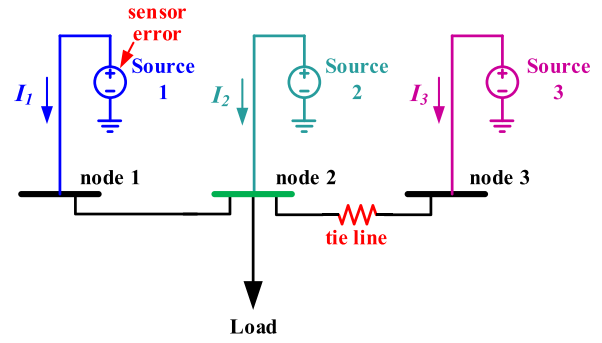 sensor
error
Source
1
Source
2
Source
3
I1
I2
I3
node 1
node 2
node 3
tie line
Load